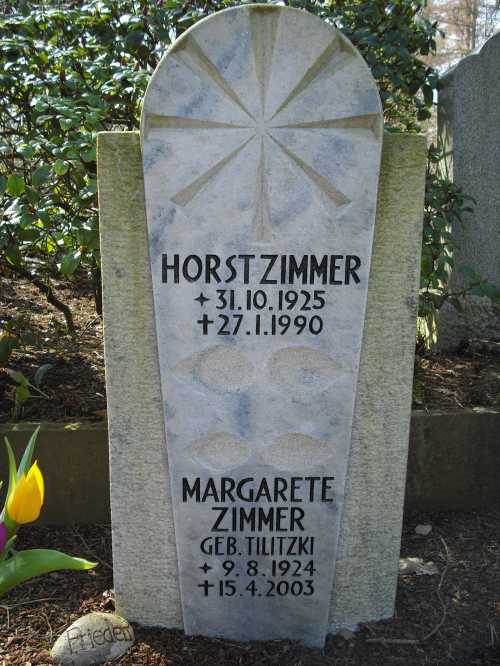 HORST ZIMMER
✦ 31.10.1925
✝ 27.1.1990
MARGARETE
ZIMMER
GEB. TILITZKI
✦ 9.8.1924
✝ 15.4.2003
Frieden